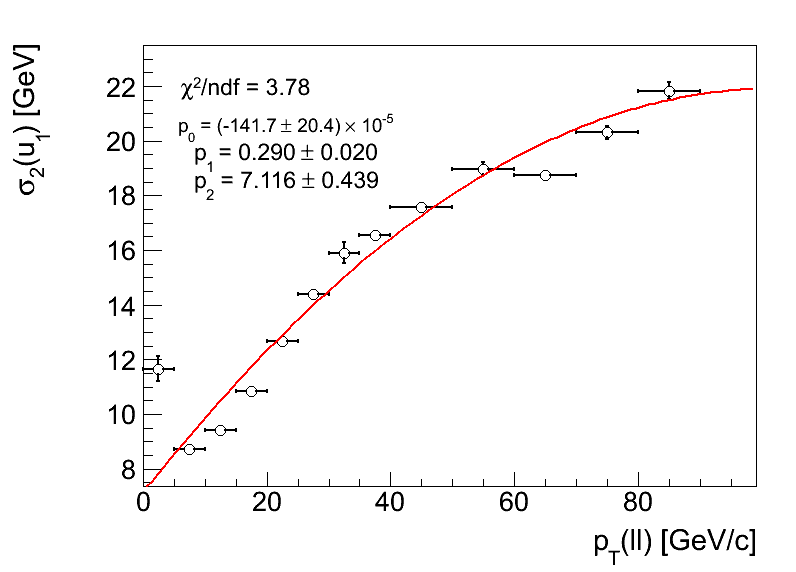 σ₂(u₁) [GeV]
χ²/ndf = 3.78
p₀ = (-141.7 ± 20.4) × 10⁻⁵
p₁ = 0.290 ± 0.020
p₂ = 7.116 ± 0.439
22
20
18
16
14
12
10
8
0 20 40 60 80
p_T(ll) [GeV/c]